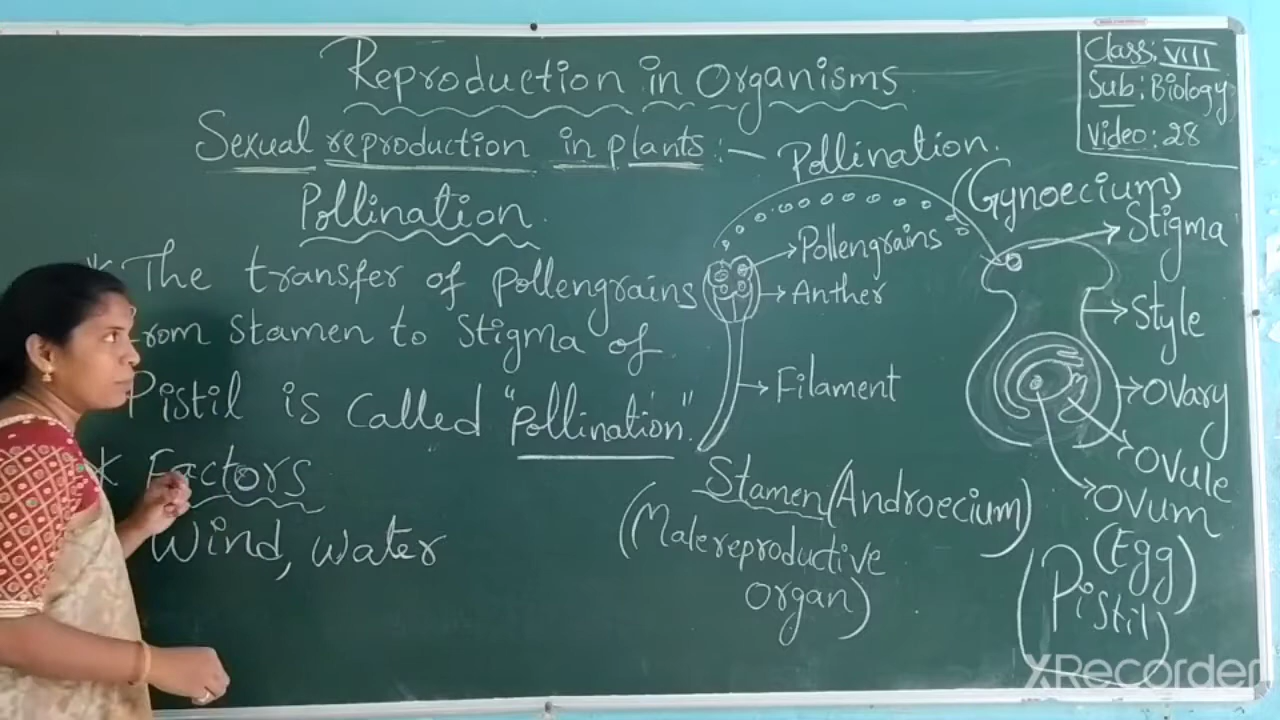 Reproduction in Organisms
Class: VIII
Sub: Biology
Video: 28
Sexual reproduction in plants:- Pollination.
Pollination.
* The transfer of pollengrains
from stamen to stigma of
Pistil is called "pollination."
* Factors
Wind, water
Pollengrains
Anther
Filament
Stamen (Androecium)
(Male reproductive
organ)
(Gynoecium)
Stigma
Style
Ovary
Ovule
Ovum
(Egg)
(Pistil)
XRecorder